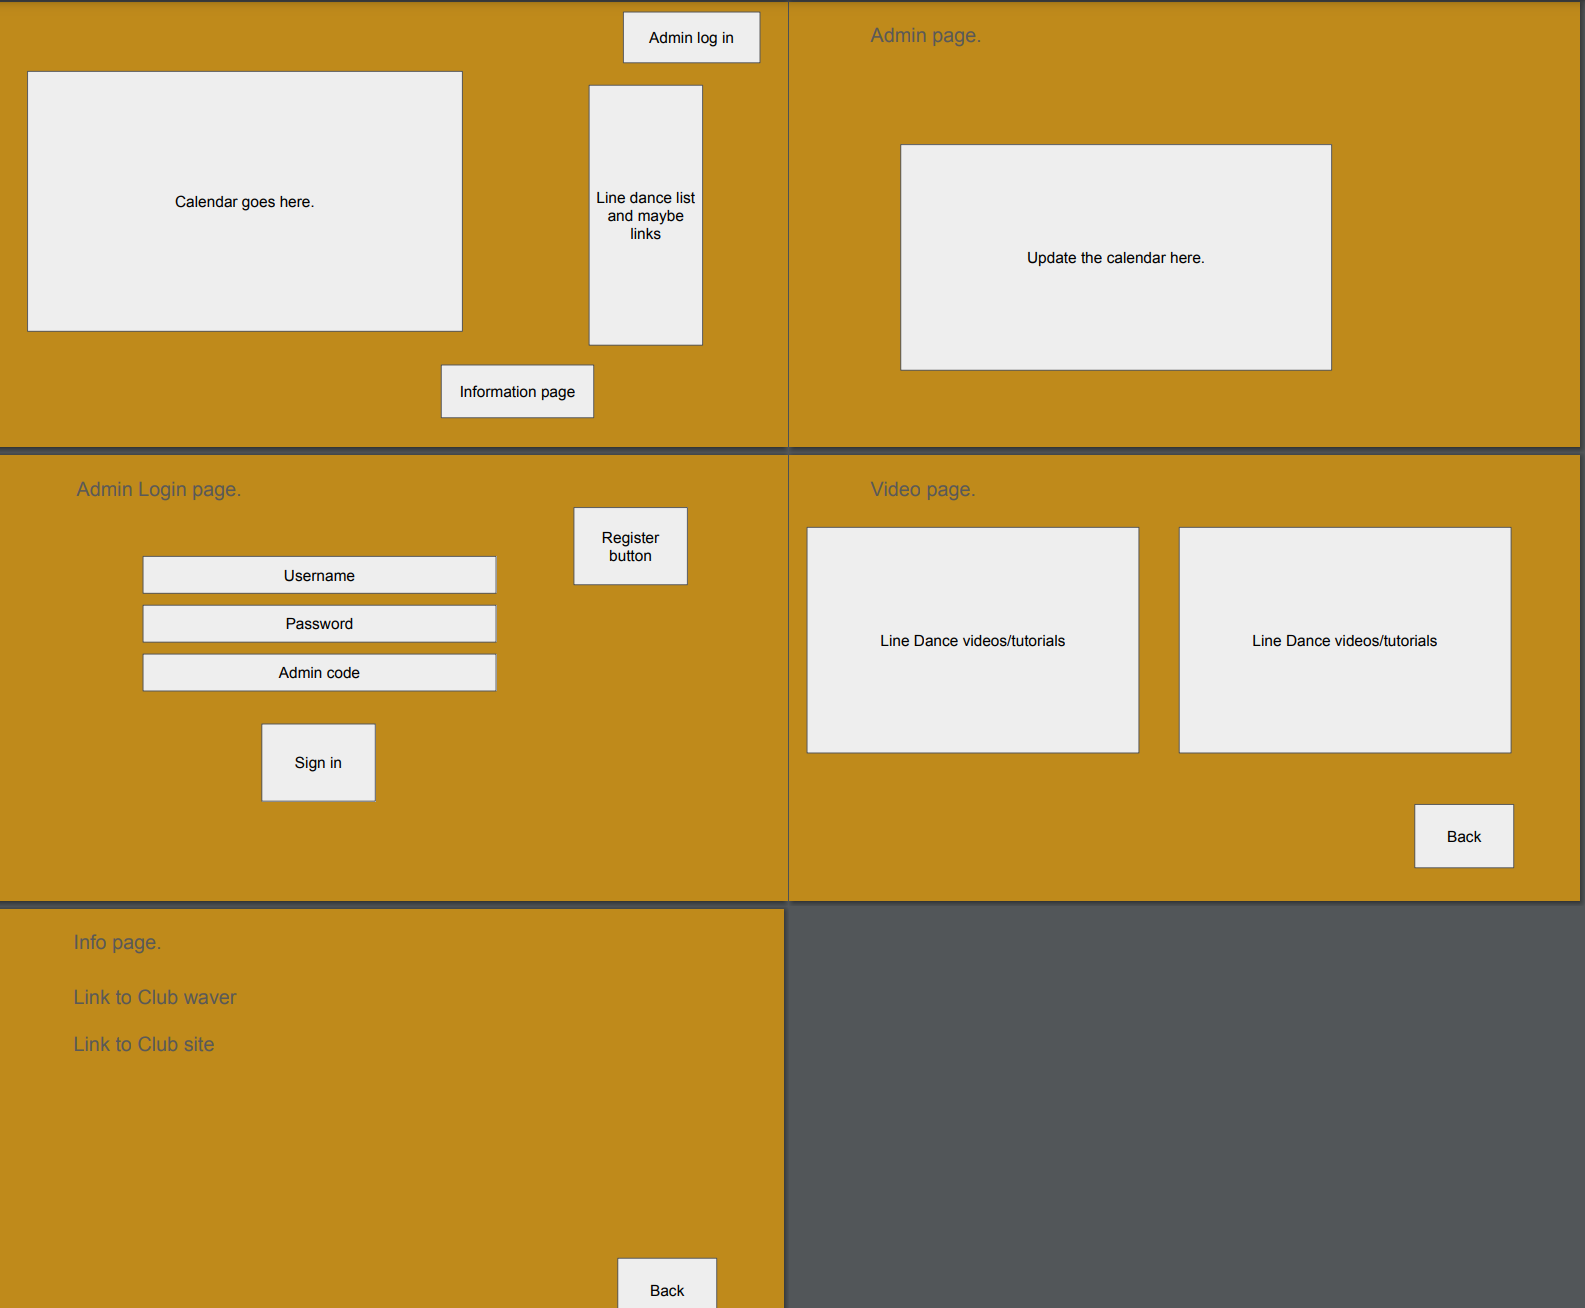 Admin log in
Calendar goes here.
Line dance list
and maybe
links
Information page
Admin page.
Update the calendar here.
Admin Login page.
Register
button
Username
Password
Admin code
Sign in
Video page.
Line Dance videos/tutorials
Line Dance videos/tutorials
Back
Info page.
Link to Club waver
Link to Club site
Back